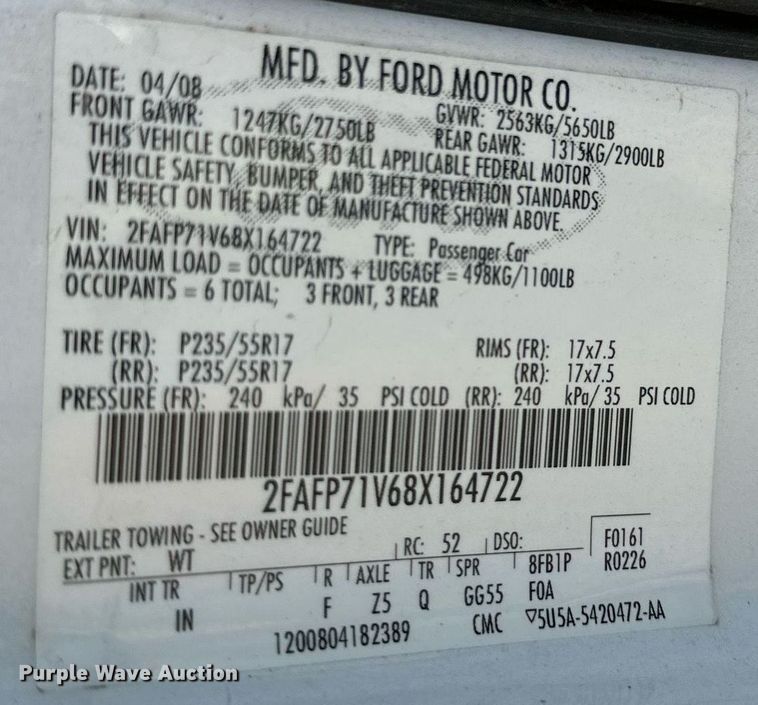 MFD. BY FORD MOTOR CO.
DATE: 04/08 GVWR: 2563KG/5650LB
FRONT GAWR: 1247KG/2750LB REAR GAWR: 1315KG/2900LB
THIS VEHICLE CONFORMS TO ALL APPLICABLE FEDERAL MOTOR
VEHICLE SAFETY, BUMPER, AND THEFT PREVENTION STANDARDS
IN EFFECT ON THE DATE OF MANUFACTURE SHOWN ABOVE.
VIN: 2FAFP71V68X164722 TYPE: Passenger Car
MAXIMUM LOAD = OCCUPANTS + LUGGAGE = 498KG/1100LB
OCCUPANTS = 6 TOTAL; 3 FRONT, 3 REAR
TIRE (FR): P235/55R17 RIMS (FR): 17x7.5
(RR): P235/55R17 (RR): 17x7.5
PRESSURE (FR): 240 kPa/ 35 PSI COLD (RR): 240 kPa/ 35 PSI COLD
2FAFP71V68X164722
TRAILER TOWING - SEE OWNER GUIDE
EXT PNT: WT RC: 52 DSO: F0161
R0226
INT TR TP/PS R AXLE TR SPR 8FB1P
IN F Z5 Q GG55 F0A
1200804182389 CMC ▽5U5A-5420472-AA
Purple Wave Auction